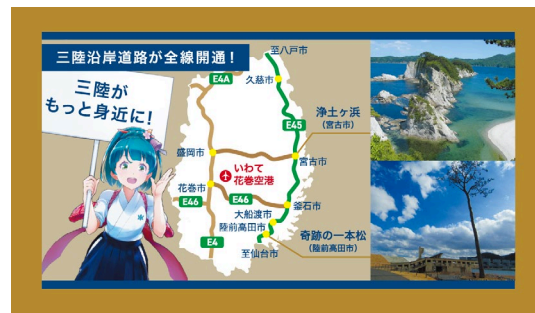 三陸沿岸道路が全線開通！
三陸が
もっと身近に！
至八戸市
E4A
久慈市
E45
浄土ヶ浜
（宮古市）
盛岡市
宮古市
いわて
花巻空港
花巻市
E46
E46
釜石市
大船渡市
陸前高田市
奇跡の一本松
（陸前高田市）
E4
至仙台市